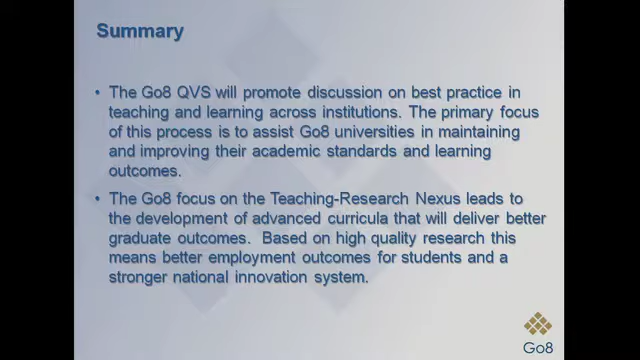 Summary
• The Go8 QVS will promote discussion on best practice in
teaching and learning across institutions. The primary focus
of this process is to assist Go8 universities in maintaining
and improving their academic standards and learning
outcomes.
• The Go8 focus on the Teaching-Research Nexus leads to
the development of advanced curricula that will deliver better
graduate outcomes. Based on high quality research this
means better employment outcomes for students and a
stronger national innovation system.
Go8